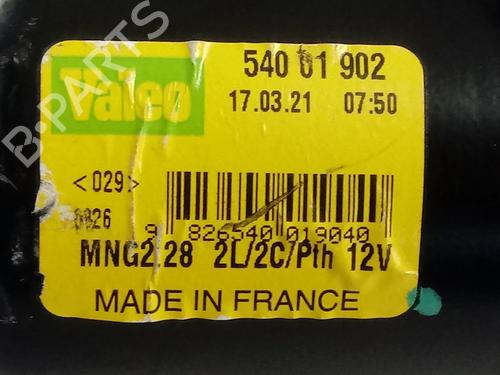 Valeo
540 01 902
17.03.21 07:50
<029>
0026
9 826540 019040
MNG2.28 2L/2C/Pth 12V
MADE IN FRANCE
B-PARTS